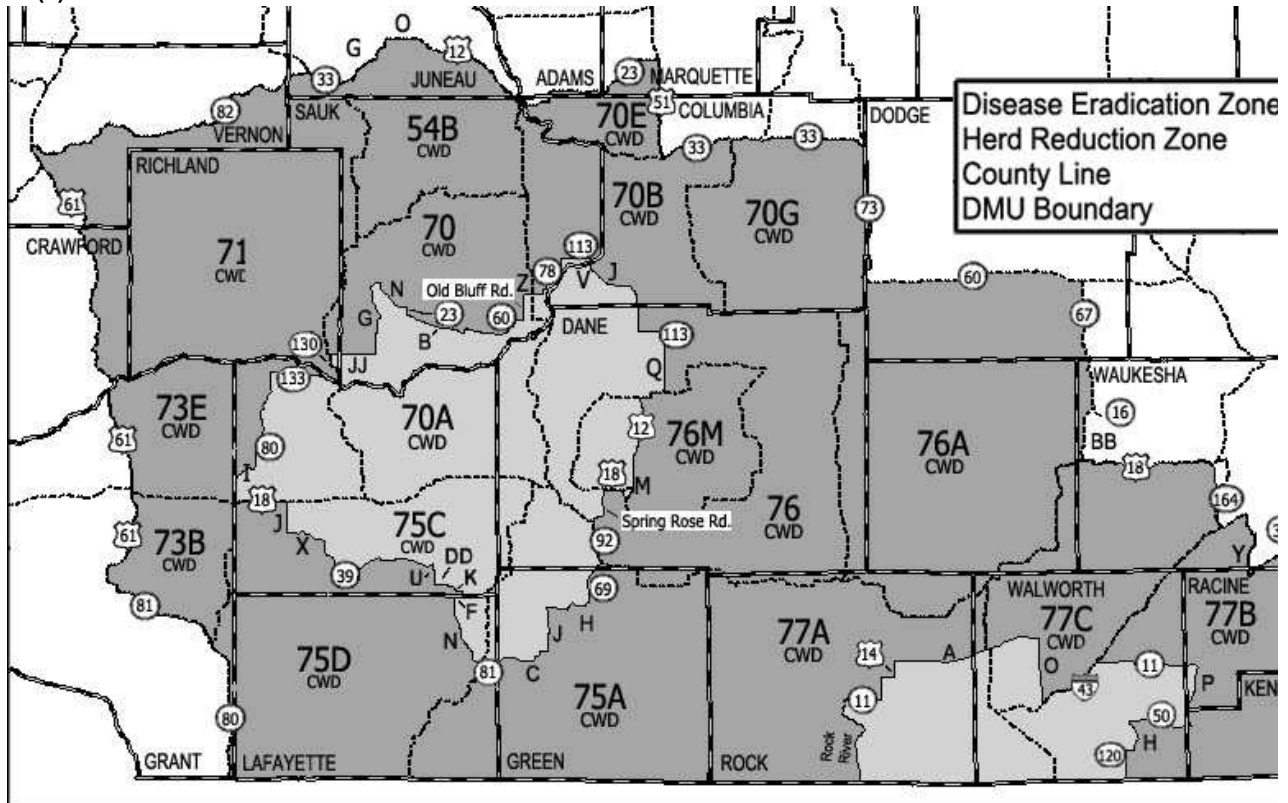 G O 12
33 JUNEAU ADAMS 23 MARQUETTE
82 SAUK 51 COLUMBIA DODGE
VERNON 54B CWD 70E CWD 33 33
Disease Eradication Zone
Herd Reduction Zone
County Line
DMU Boundary
RICHLAND
61 70B CWD 70G CWD 73
CRAWFORD 71 70 CWD
113
N Old Bluff Rd. Z 78 V J 60
G 23 60 DANE 67
B 113
130 JJ Q WAUKESHA
133
73E CWD 70A CWD 12 76M CWD 76A CWD 16
61 BB
80 18 18
I M
18 76 CWD 164
J 75C CWD Spring Rose Rd.
61 73B CWD X 92 Y
DD
39 U K WALWORTH RACINE
81 F 69 77C CWD 77B CWD
N J H 77A CWD
75D CWD 14 A O 11
81 C 43 P KEN
75A CWD 11 50
80 Rock River H
GRANT LAFAYETTE GREEN ROCK 120